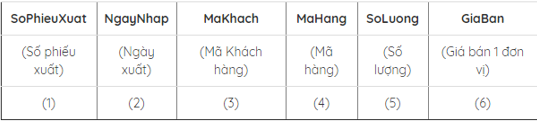 SoPhieuXuat NgayNhap MaKhach MaHang SoLuong GiaBan
(Số phiếu xuất) (Ngày xuất) (Mã Khách hàng) (Mã hàng) (Số lượng) (Giá bán 1 đơn vị)
(1) (2) (3) (4) (5) (6)